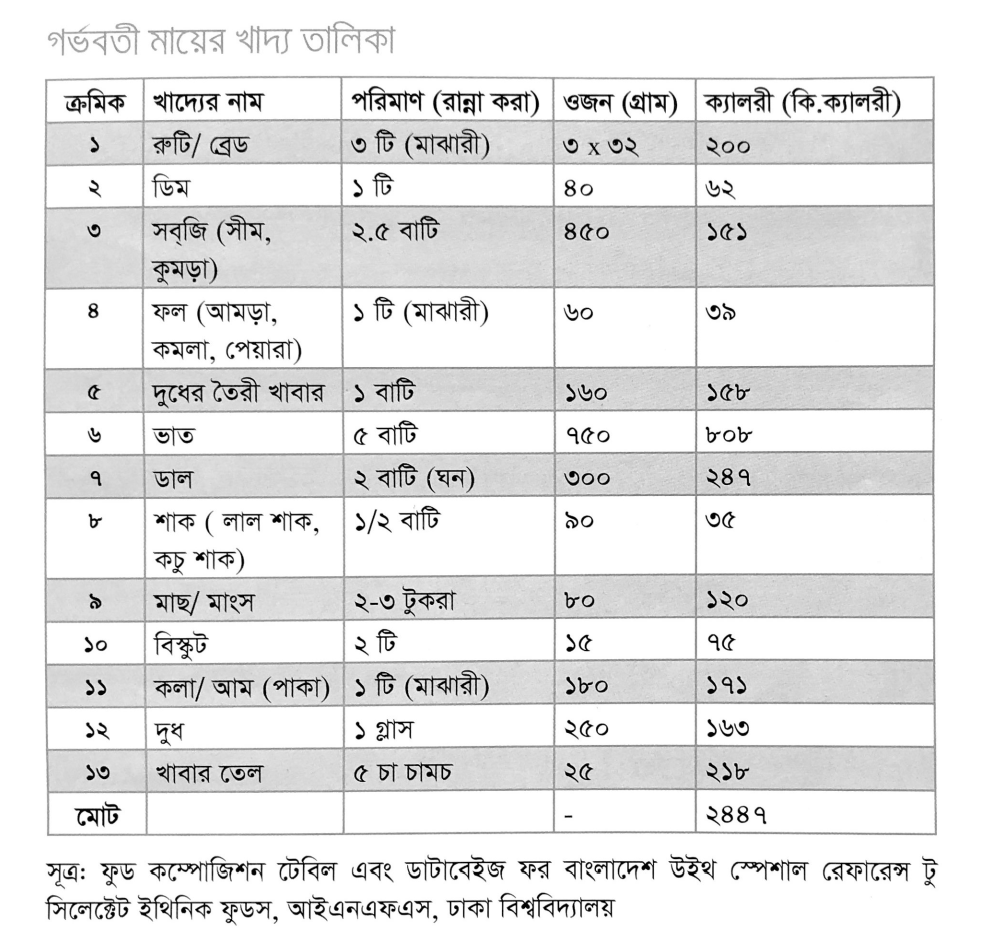 গর্ভবতী মায়ের খাদ্য তালিকা
ক্রমিক খাদ্যের নাম পরিমাণ (রান্না করা) ওজন (গ্রাম) ক্যালরী (কি.ক্যালরী)
১ রুটি/ ব্রেড ৩ টি (মাঝারী) ৩ x ৩২ ২০০
২ ডিম ১ টি ৪০ ৬২
৩ সব্‌জি (সীম, ২.৫ বাটি ৪৫০ ১৫১
কুমড়া)
৪ ফল (আমড়া, ১ টি (মাঝারী) ৬০ ৩৯
কমলা, পেয়ারা)
৫ দুধের তৈরী খাবার ১ বাটি ১৬০ ১৫৮
৬ ভাত ৫ বাটি ৭৫০ ৮০৮
৭ ডাল ২ বাটি (ঘন) ৩০০ ২৪৭
৮ শাক ( লাল শাক, ১/২ বাটি ৯০ ৩৫
কচু শাক)
৯ মাছ/ মাংস ২-৩ টুকরা ৮০ ১২০
১০ বিস্কুট ২ টি ১৫ ৭৫
১১ কলা/ আম (পাকা) ১ টি (মাঝারী) ১৮০ ১৭১
১২ দুধ ১ গ্লাস ২৫০ ১৬৩
১৩ খাবার তেল ৫ চা চামচ ২৫ ২১৮
মোট - ২৪৪৭
সূত্র: ফুড কম্পোজিশন টেবিল এবং ডাটাবেইজ ফর বাংলাদেশ উইথ স্পেশাল রেফারেন্স টু
সিলেক্টেট ইথিনিক ফুডস, আইএনএফএস, ঢাকা বিশ্ববিদ্যালয়